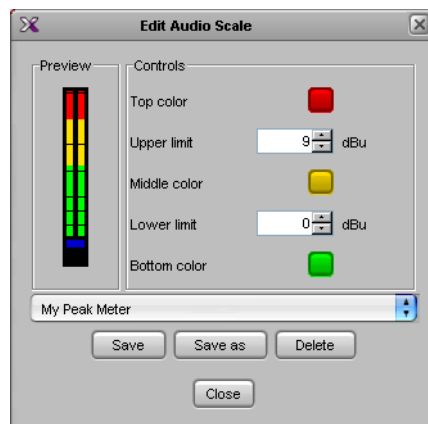 Edit Audio Scale
Preview
Controls
Top color
Upper limit 9 dBu
Middle color
Lower limit 0 dBu
Bottom color
My Peak Meter
Save Save as Delete
Close